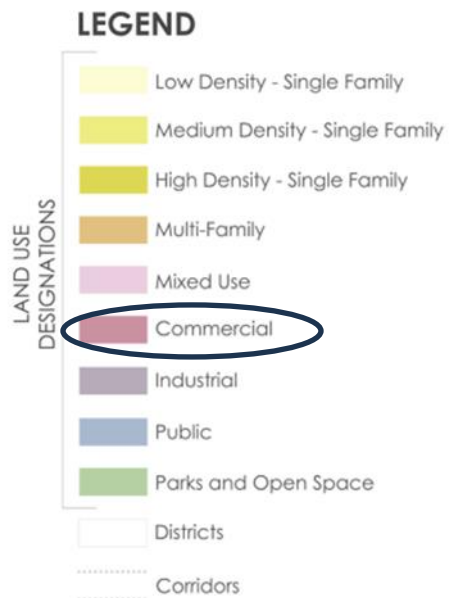 LEGEND
LAND USE
DESIGNATIONS
Low Density - Single Family
Medium Density - Single Family
High Density - Single Family
Multi-Family
Mixed Use
Commercial
Industrial
Public
Parks and Open Space
Districts
Corridors